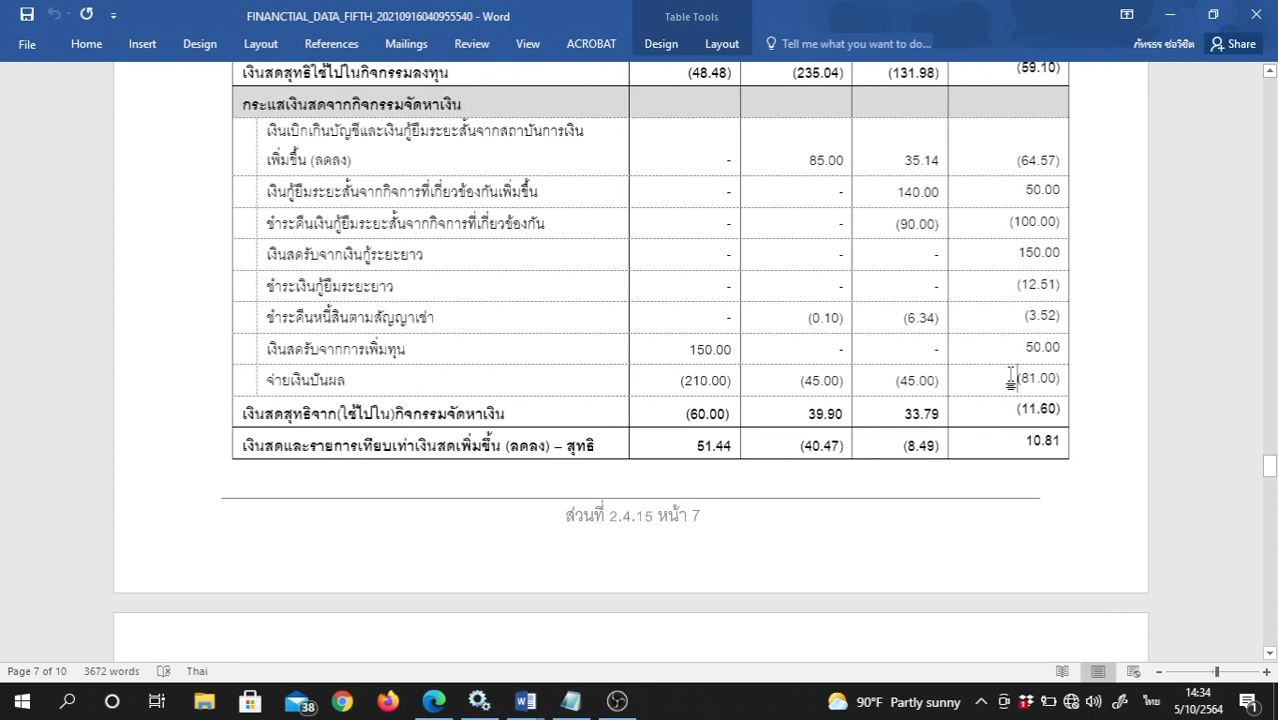 FINANCTIAL_DATA_FIFTH_20210916040955540 - Word
Table Tools
File Home Insert Design Layout References Mailings Review View ACROBAT Design Layout Tell me what you want to do... ภัทรธร ช่อวิชิต Share
เงินสดสุทธิใช้ไปในกิจกรรมลงทุน (48.48) (235.04) (131.98) (59.10)
กระแสเงินสดจากกิจกรรมจัดหาเงิน
เงินเบิกเกินบัญชีและเงินกู้ยืมระยะสั้นจากสถาบันการเงิน
เพิ่มขึ้น (ลดลง) - 85.00 35.14 (64.57)
เงินกู้ยืมระยะสั้นจากกิจการที่เกี่ยวข้องกันเพิ่มขึ้น - - 140.00 50.00
ชำระคืนเงินกู้ยืมระยะสั้นจากกิจการที่เกี่ยวข้องกัน - - (90.00) (100.00)
เงินสดรับจากเงินกู้ระยะยาว - - - 150.00
ชำระเงินกู้ยืมระยะยาว - - - (12.51)
ชำระคืนหนี้สินตามสัญญาเช่า - (0.10) (6.34) (3.52)
เงินสดรับจากการเพิ่มทุน 150.00 - - 50.00
จ่ายเงินปันผล (210.00) (45.00) (45.00) (81.00)
เงินสดสุทธิจาก(ใช้ไปใน)กิจกรรมจัดหาเงิน (60.00) 39.90 33.79 (11.60)
เงินสดและรายการเทียบเท่าเงินสดเพิ่มขึ้น (ลดลง) – สุทธิ 51.44 (40.47) (8.49) 10.81
ส่วนที่ 2.4.15 หน้า 7
Page 7 of 10 3672 words Thai
38 90°F Partly sunny ไทย 14:34
5/10/2564 1